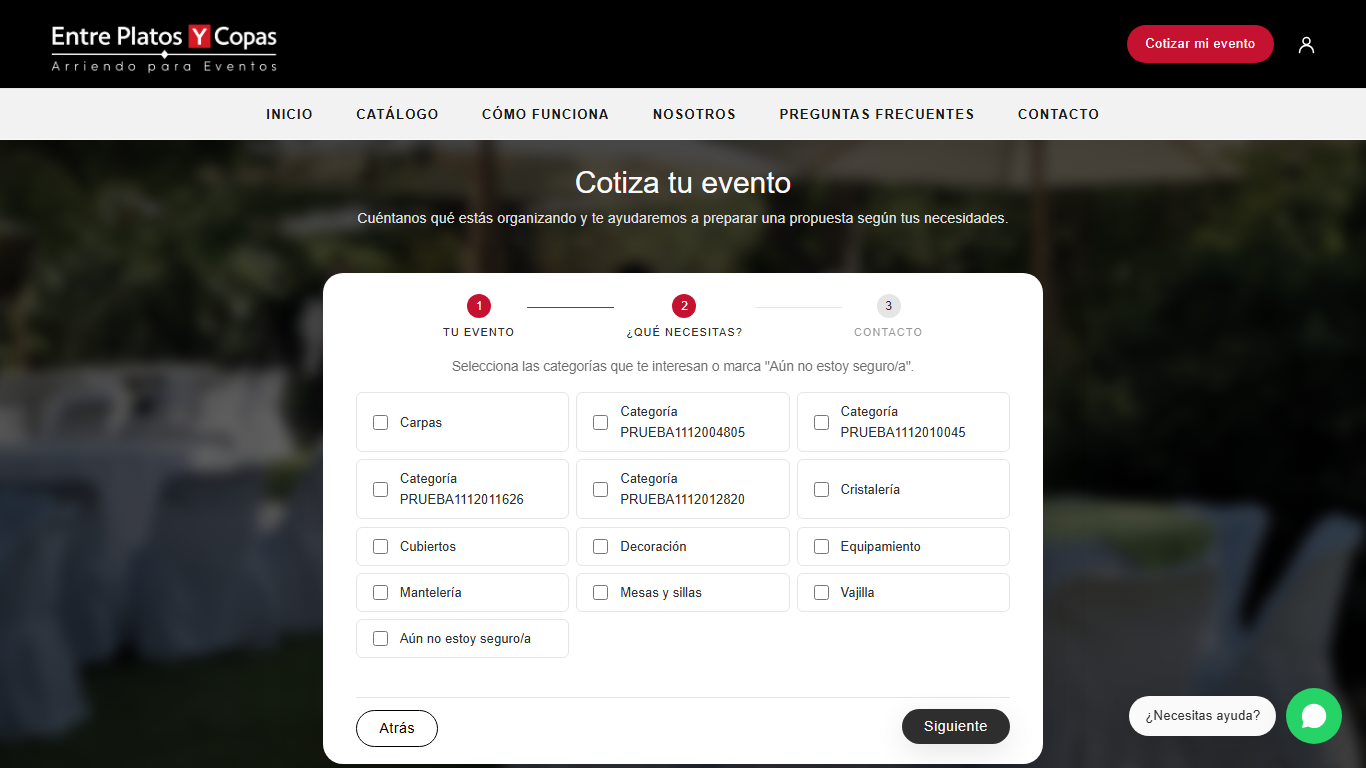 Entre Platos Y Copas
Arriendo para Eventos
Cotizar mi evento
INICIO
CATÁLOGO
CÓMO FUNCIONA
NOSOTROS
PREGUNTAS FRECUENTES
CONTACTO
Cotiza tu evento
Cuéntanos qué estás organizando y te ayudaremos a preparar una propuesta según tus necesidades.
1
2
3
TU EVENTO
¿QUÉ NECESITAS?
CONTACTO
Selecciona las categorías que te interesan o marca "Aún no estoy seguro/a".
Carpas
Categoría
PRUEBA1112004805
Categoría
PRUEBA1112010045
Categoría
PRUEBA1112011626
Categoría
PRUEBA1112012820
Cristalería
Cubiertos
Decoración
Equipamiento
Mantelería
Mesas y sillas
Vajilla
Aún no estoy seguro/a
Atrás
Siguiente
¿Necesitas ayuda?